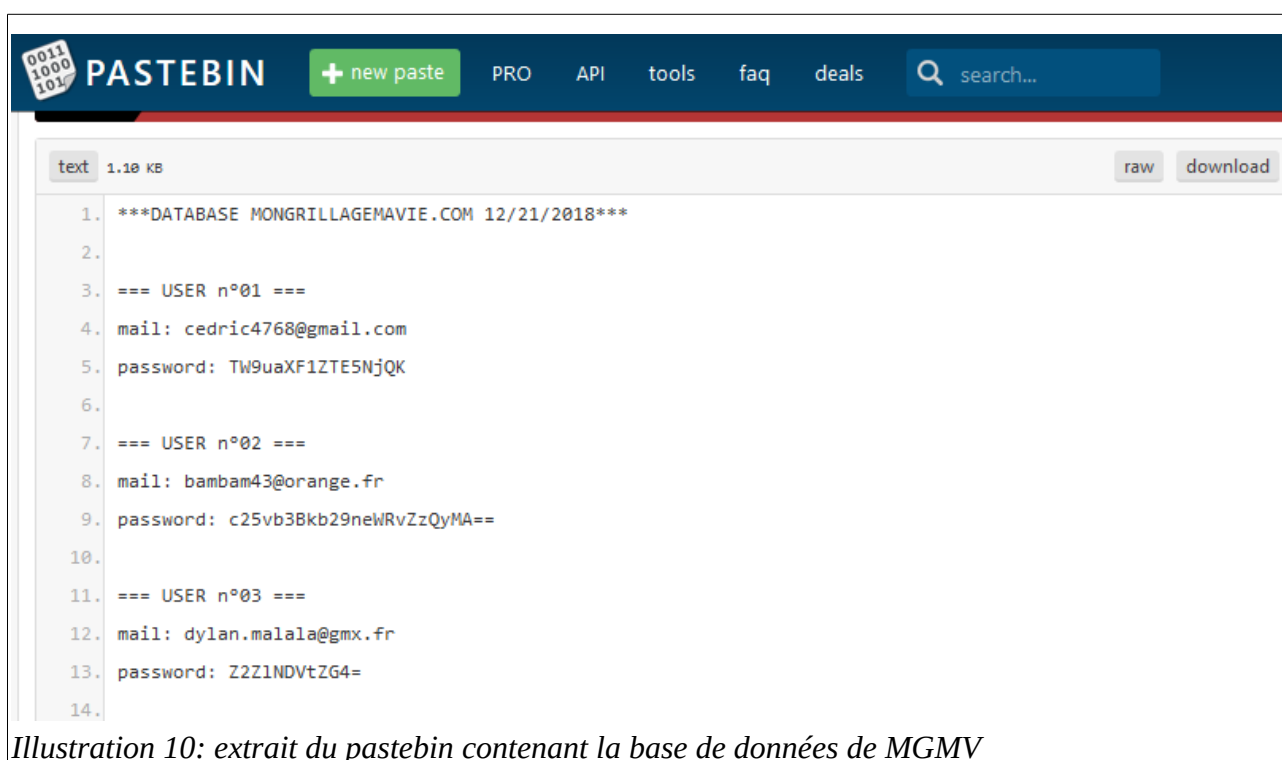 0011
1000
101
PASTEBIN + new paste PRO API tools faq deals search...
text 1.10 KB raw download
1. ***DATABASE MONGRILLAGEMAVIE.COM 12/21/2018***
2.
3. === USER n°01 ===
4. mail: cedric4768@gmail.com
5. password: TW9uaXF1ZTE5NjQK
6.
7. === USER n°02 ===
8. mail: bambam43@orange.fr
9. password: c25vb3Bkb29neWRvZzQyMA==
10.
11. === USER n°03 ===
12. mail: dylan.malala@gmx.fr
13. password: Z2ZlNDVtZG4=
14.
Illustration 10: extrait du pastebin contenant la base de données de MGMV